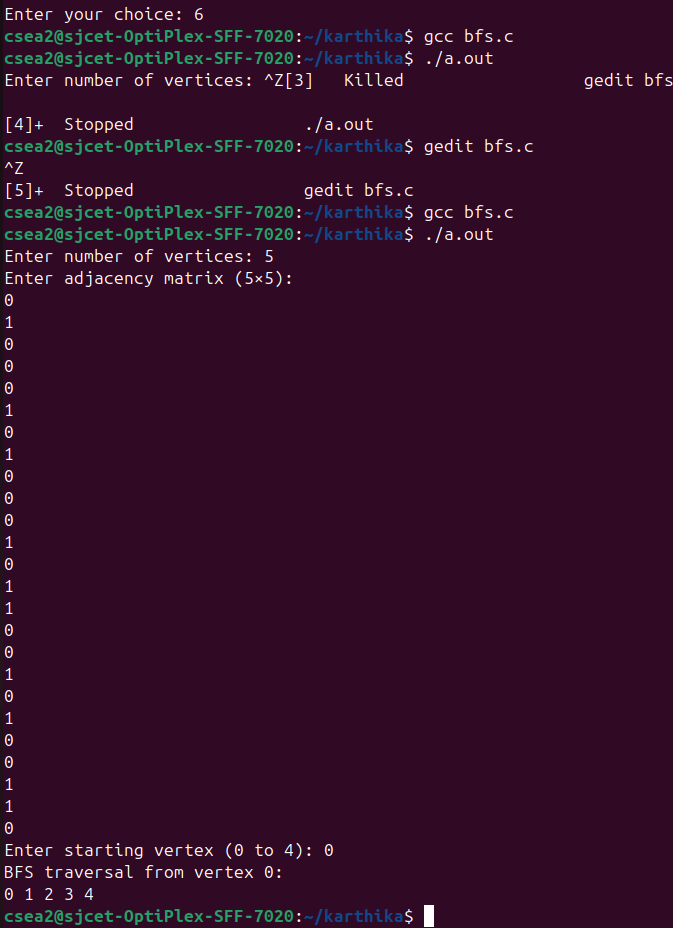 Enter your choice: 6
csea2@sjcet-OptiPlex-SFF-7020:~/karthika$ gcc bfs.c
csea2@sjcet-OptiPlex-SFF-7020:~/karthika$ ./a.out
Enter number of vertices: ^Z[3]   Killed                  gedit bfs

[4]+  Stopped                 ./a.out
csea2@sjcet-OptiPlex-SFF-7020:~/karthika$ gedit bfs.c
^Z
[5]+  Stopped                 gedit bfs.c
csea2@sjcet-OptiPlex-SFF-7020:~/karthika$ gcc bfs.c
csea2@sjcet-OptiPlex-SFF-7020:~/karthika$ ./a.out
Enter number of vertices: 5
Enter adjacency matrix (5×5):
0
1
0
0
0
1
0
1
0
0
0
1
0
1
1
0
0
1
0
1
0
0
1
1
0
Enter starting vertex (0 to 4): 0
BFS traversal from vertex 0:
0 1 2 3 4
csea2@sjcet-OptiPlex-SFF-7020:~/karthika$